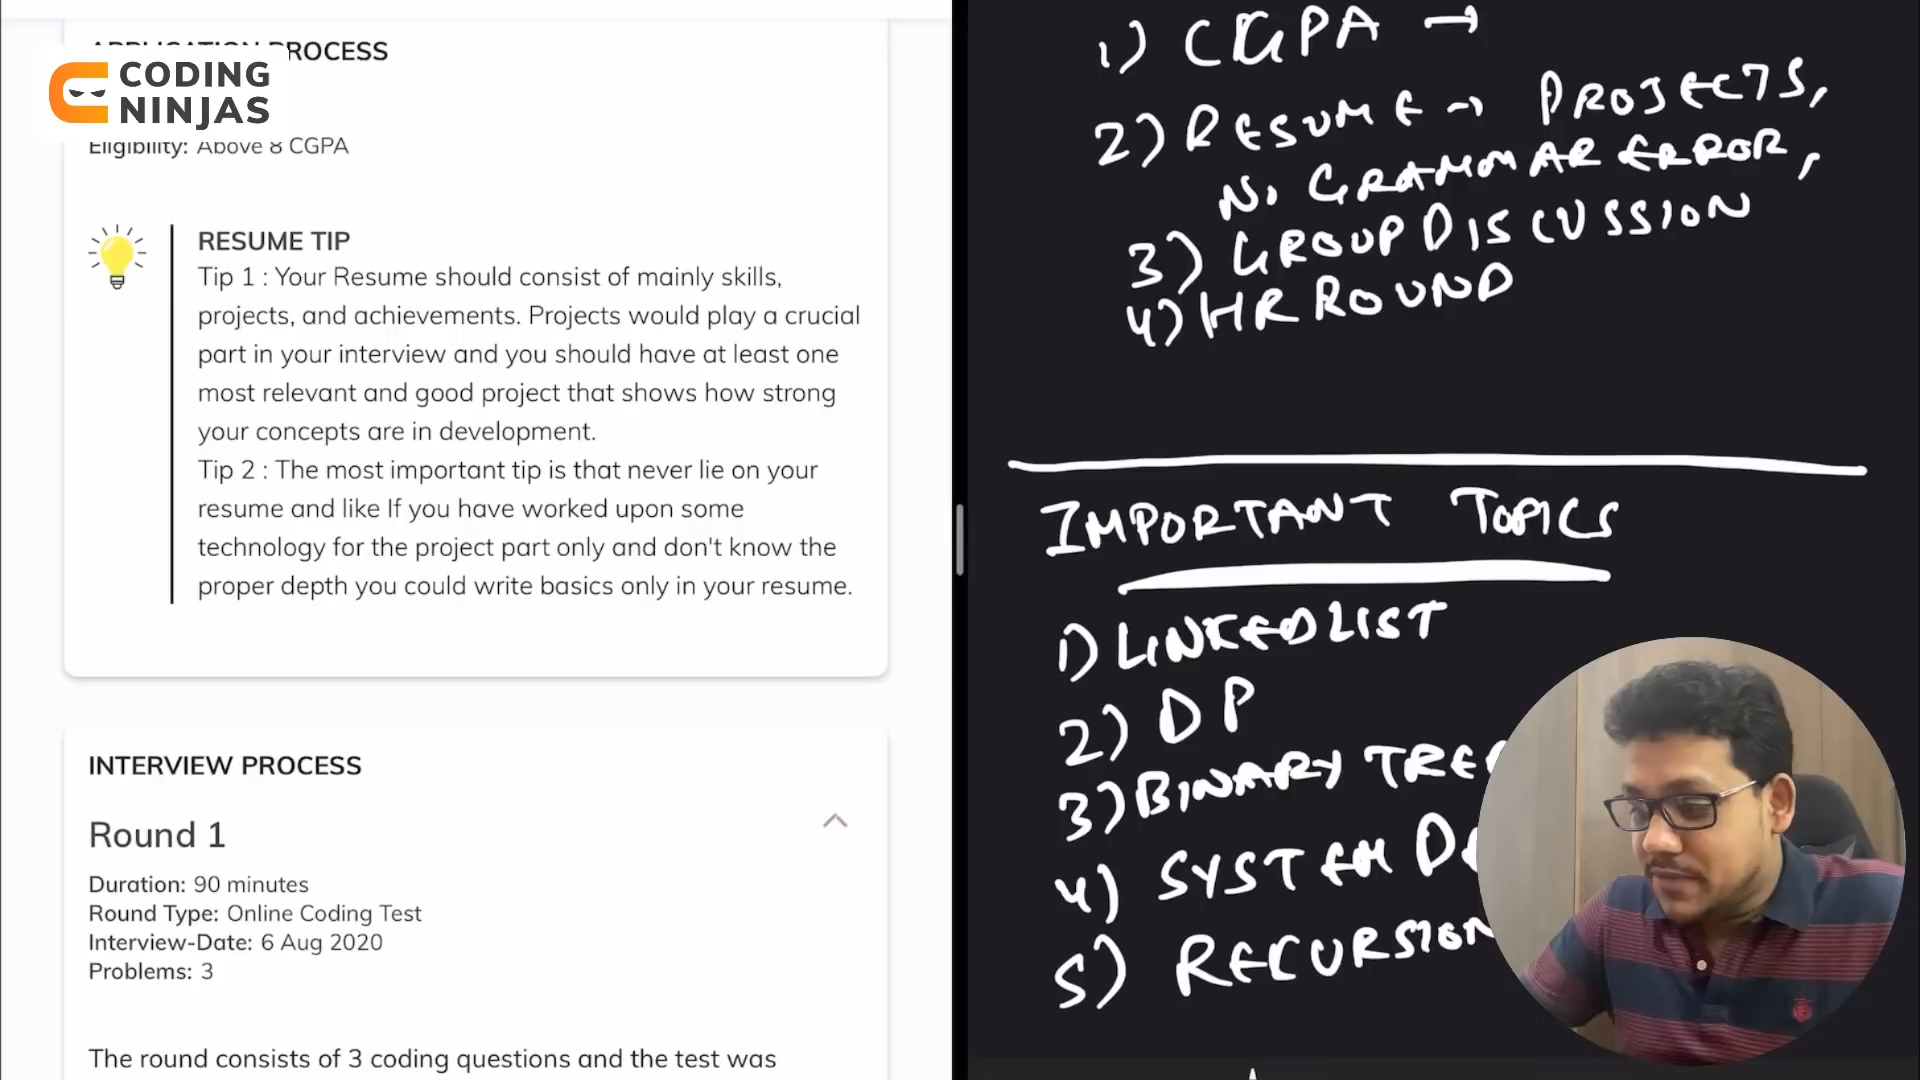 APPLICATION PROCESS
CODING
NINJAS
Eligibility: Above 8 CGPA
RESUME TIP
Tip 1 : Your Resume should consist of mainly skills,
projects, and achievements. Projects would play a crucial
part in your interview and you should have at least one
most relevant and good project that shows how strong
your concepts are in development.
Tip 2 : The most important tip is that never lie on your
resume and like If you have worked upon some
technology for the project part only and don't know the
proper depth you could write basics only in your resume.
INTERVIEW PROCESS
Round 1
Duration: 90 minutes
Round Type: Online Coding Test
Interview-Date: 6 Aug 2020
Problems: 3
The round consists of 3 coding questions and the test was
1) CGPA →
2) RESUME → PROJECTS,
NO GRAMMAR ERROR,
3) GROUP DISCUSSION
4) HR ROUND
IMPORTANT TOPICS
1) LINKED LIST
2) DP
3) BINARY TREE
4) SYSTEM DE
5) RECURSION